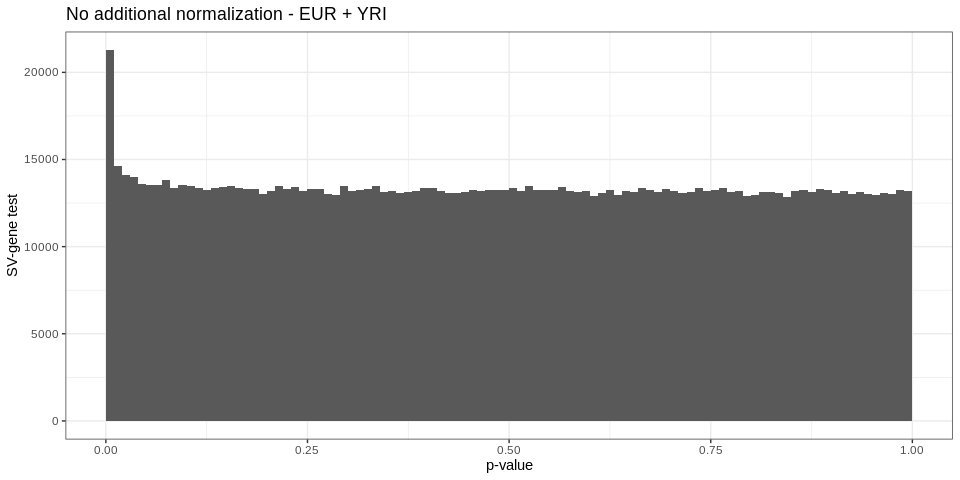 No additional normalization - EUR + YRI
SV-gene test
20000
15000
10000
5000
0
0.00 0.25 0.50 0.75 1.00
p-value